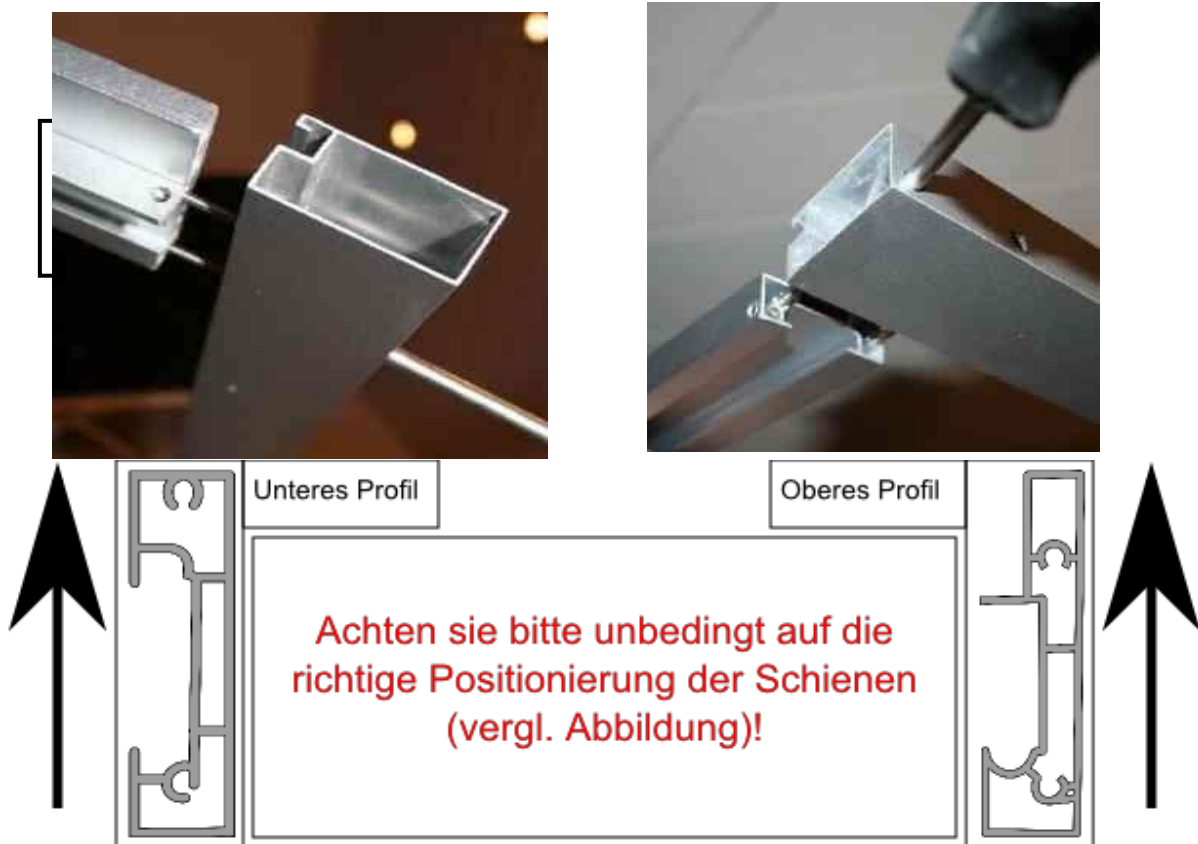 Unteres Profil
Oberes Profil
Achten sie bitte unbedingt auf die
richtige Positionierung der Schienen
(vergl. Abbildung)!